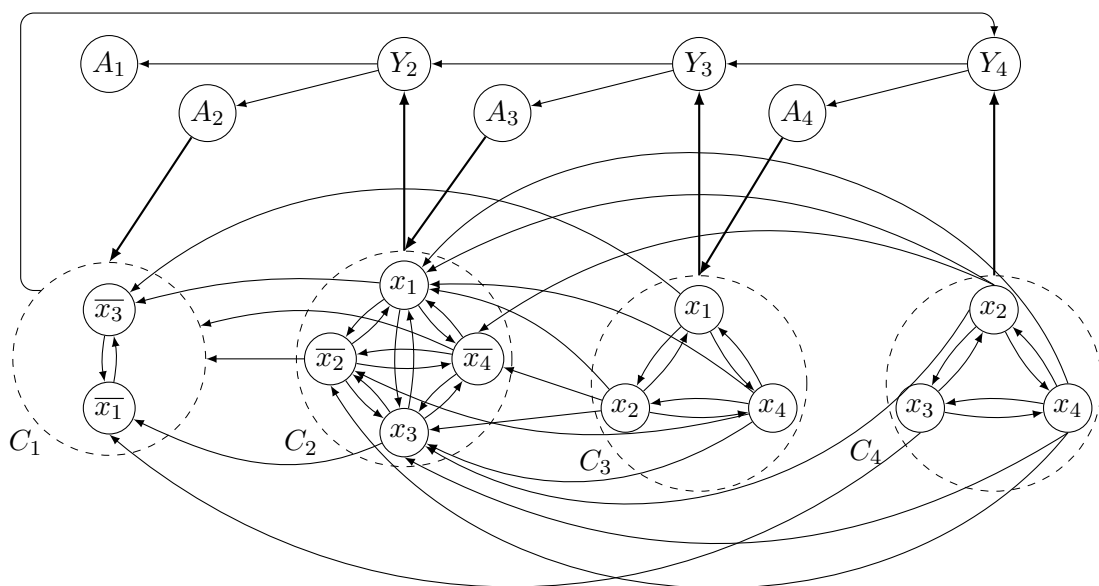 A₁ Y₂ Y₃ Y₄
A₂ A₃ A₄
x̅₃ x₁ x₁ x₂
x̅₂ x̅₄
x̅₁ x₃ x₂ x₄ x₃ x₄
C₁ C₂ C₃ C₄